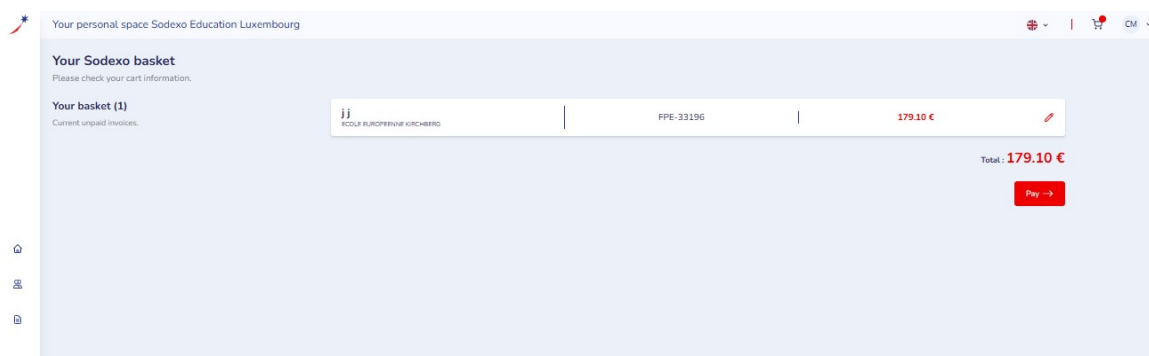 Your personal space Sodexo Education Luxembourg
CM
Your Sodexo basket
Please check your cart information.
Your basket (1)
Current unpaid invoices.
j j
ECOLE EUROPEENNE KIRCHBERG
FPE-33196
179.10 €
Total : 179.10 €
Pay →